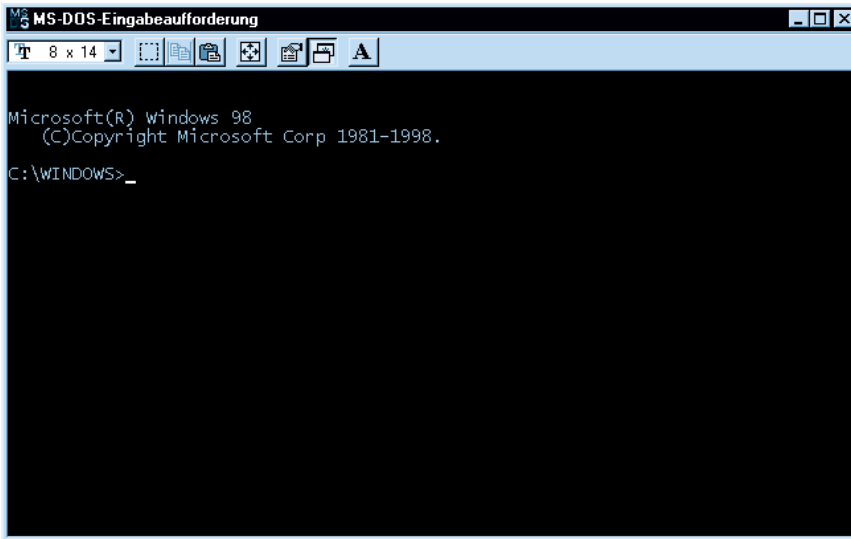 MS-DOS-Eingabeaufforderung
8 x 14 A
Microsoft(R) Windows 98
(C)Copyright Microsoft Corp 1981-1998.
C:\WINDOWS>_